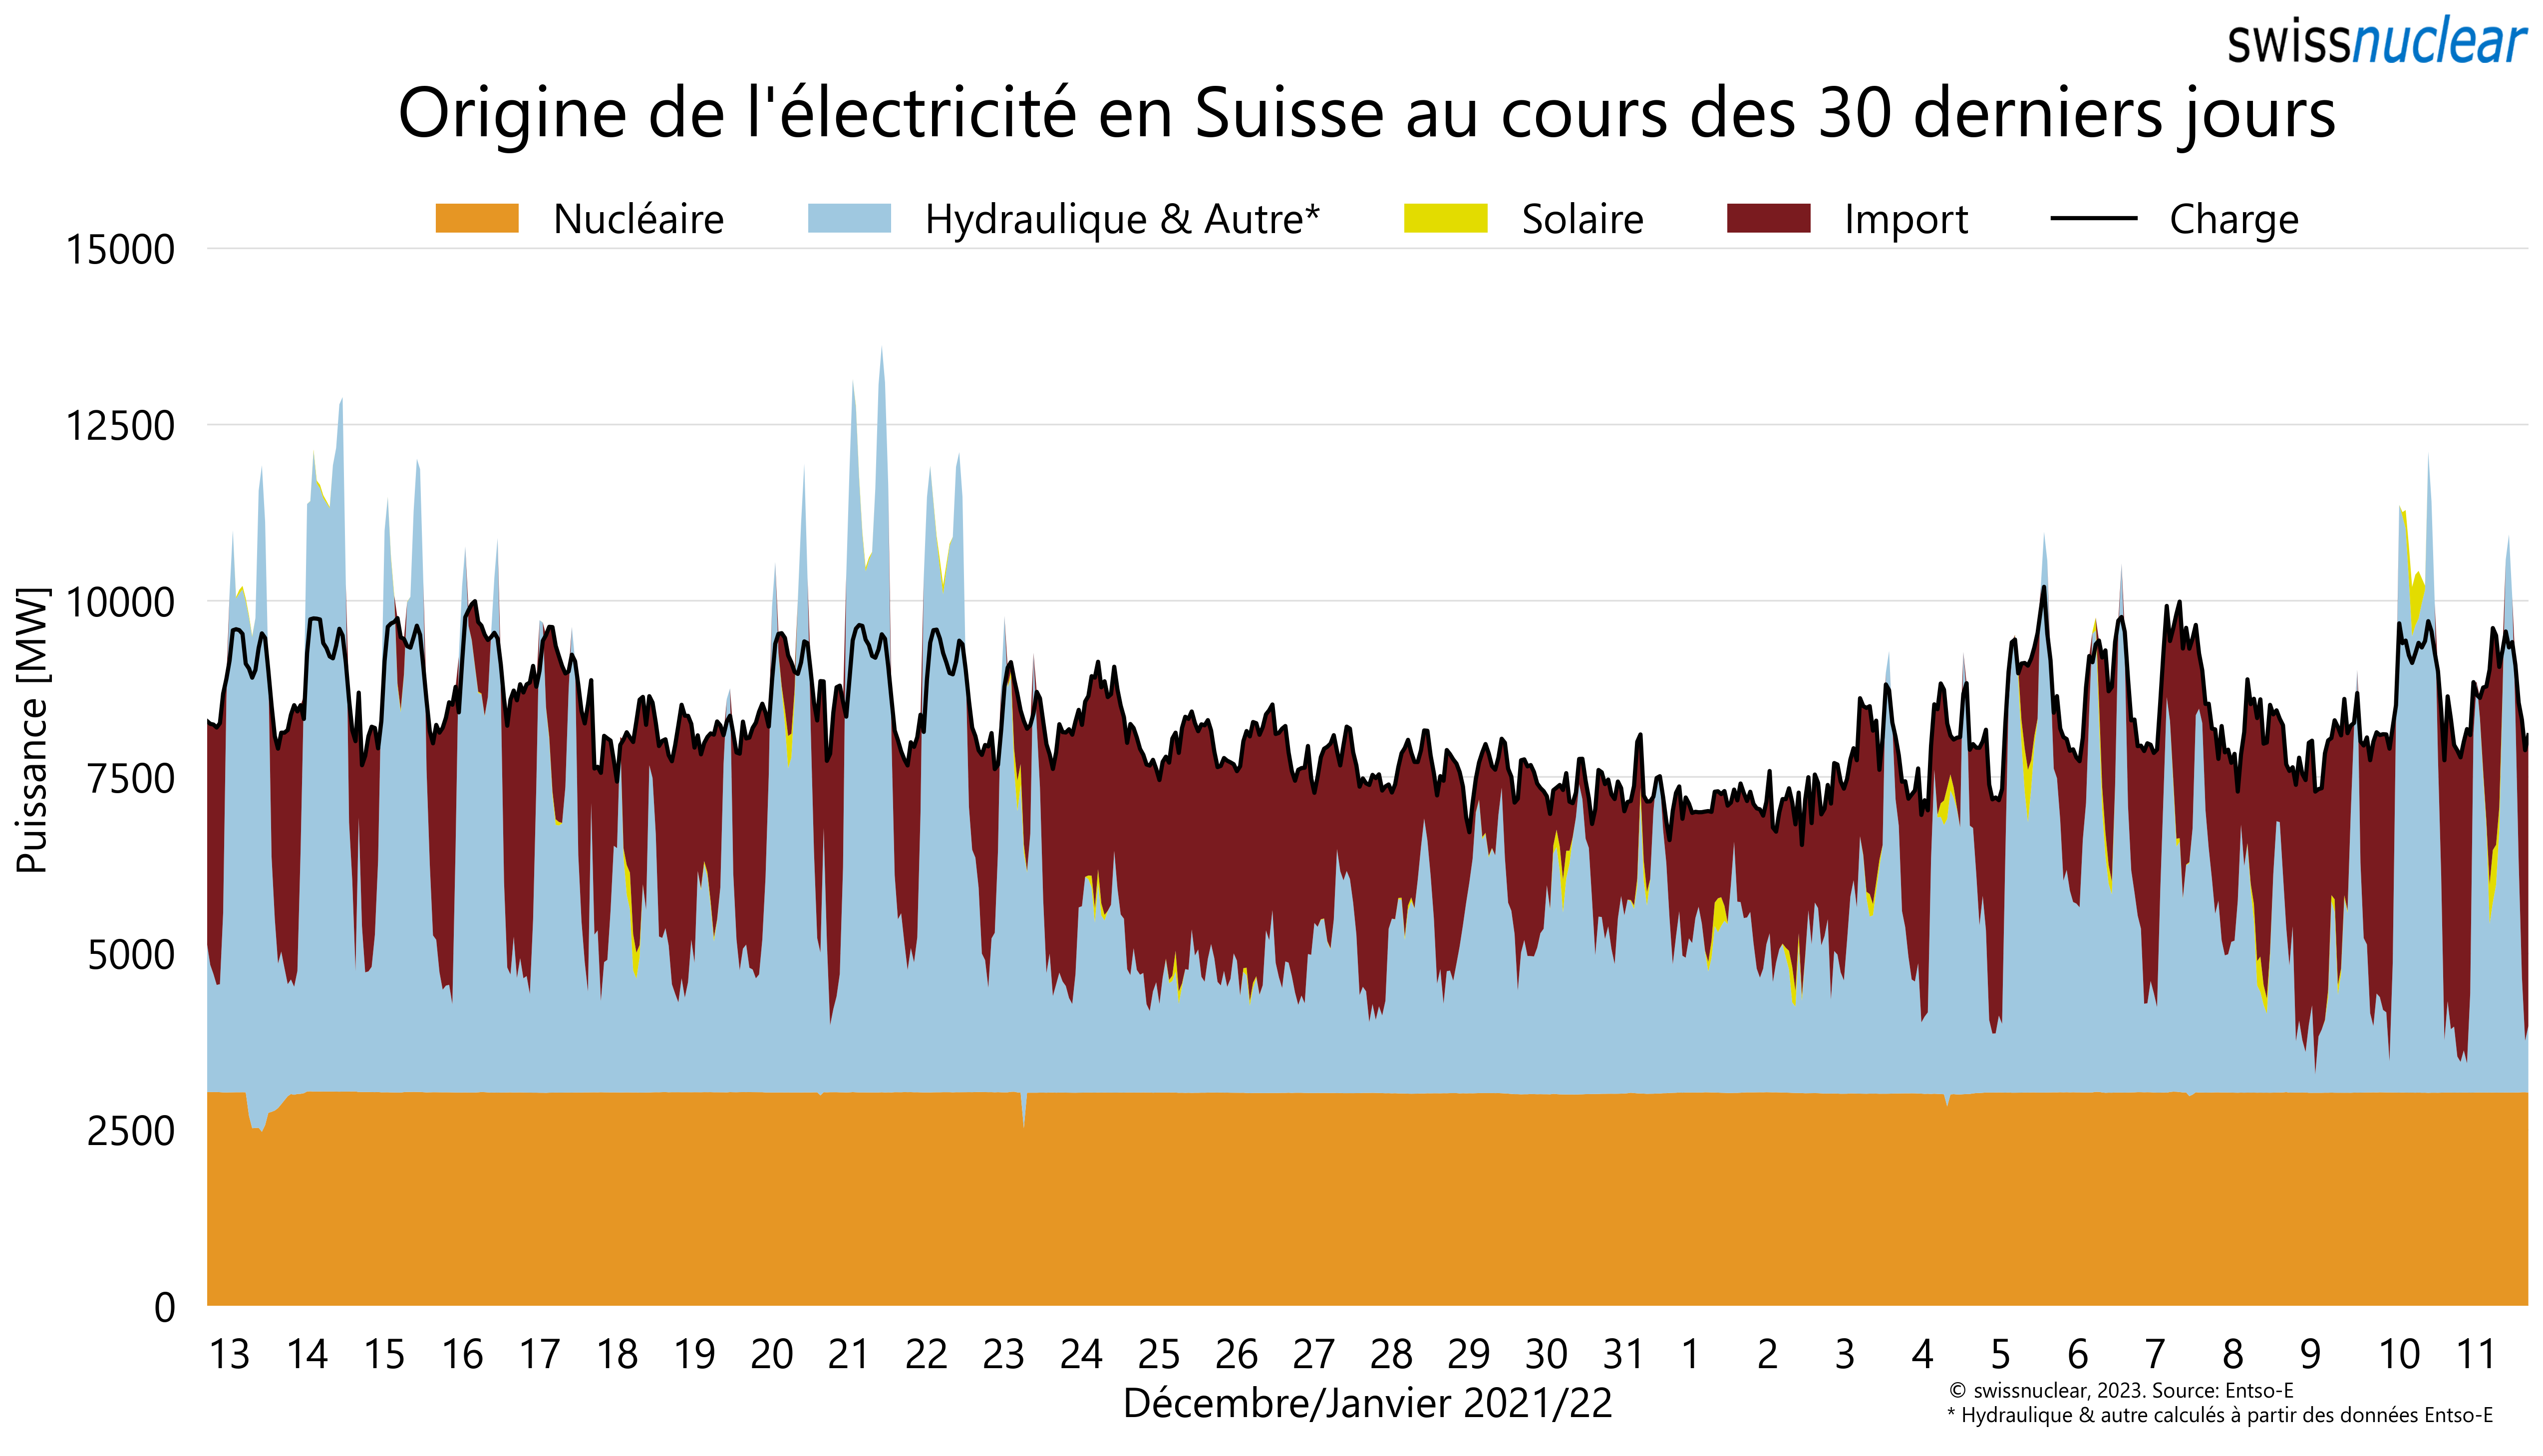 swissnuclear
Origine de l'électricité en Suisse au cours des 30 derniers jours
Nucléaire Hydraulique & Autre* Solaire Import Charge
15000
12500
10000
7500
5000
2500
0
Puissance [MW]
13 14 15 16 17 18 19 20 21 22 23 24 25 26 27 28 29 30 31 1 2 3 4 5 6 7 8 9 10 11
Décembre/Janvier 2021/22
© swissnuclear, 2023. Source: Entso-E
* Hydraulique & autre calculés à partir des données Entso-E